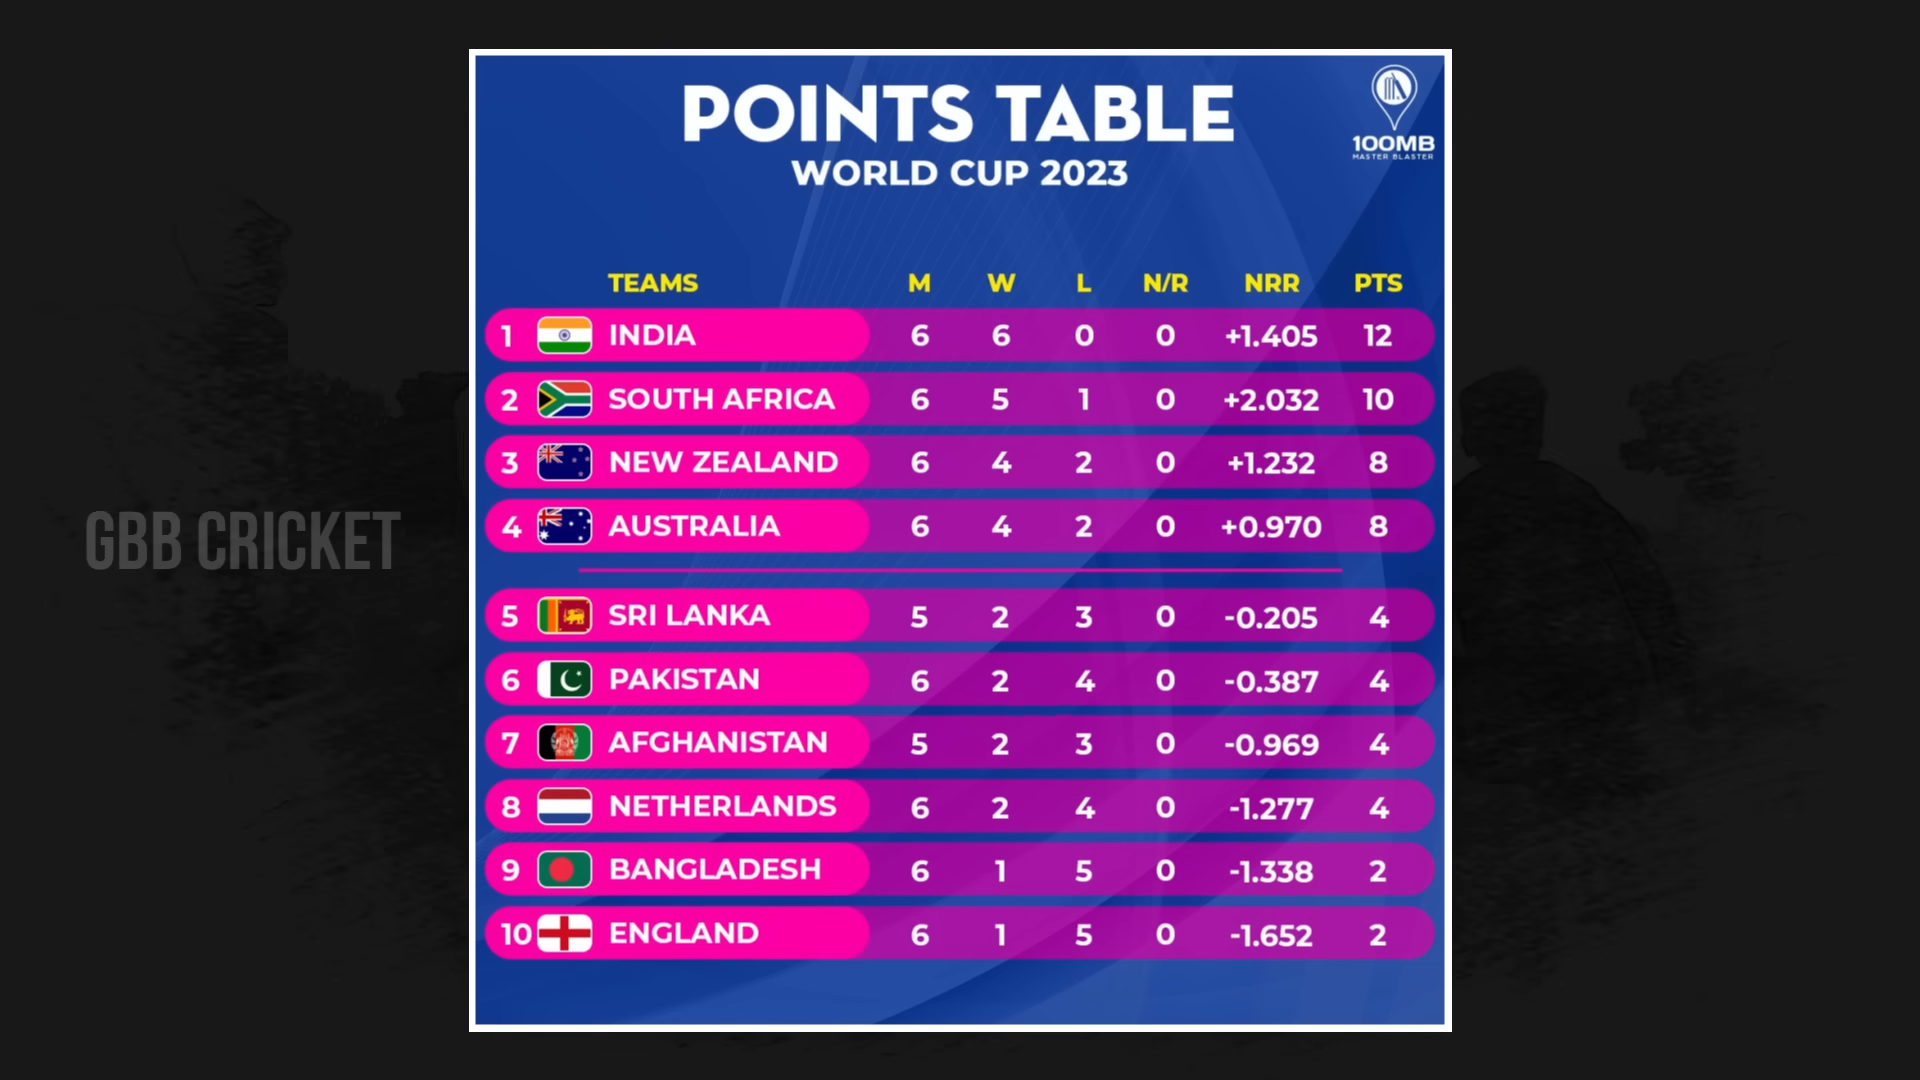 POINTS TABLE
WORLD CUP 2023
100MB
MASTER BLASTER
TEAMS M W L N/R NRR PTS
1 INDIA 6 6 0 0 +1.405 12
2 SOUTH AFRICA 6 5 1 0 +2.032 10
3 NEW ZEALAND 6 4 2 0 +1.232 8
4 AUSTRALIA 6 4 2 0 +0.970 8
5 SRI LANKA 5 2 3 0 -0.205 4
6 PAKISTAN 6 2 4 0 -0.387 4
7 AFGHANISTAN 5 2 3 0 -0.969 4
8 NETHERLANDS 6 2 4 0 -1.277 4
9 BANGLADESH 6 1 5 0 -1.338 2
10 ENGLAND 6 1 5 0 -1.652 2
GBB CRICKET